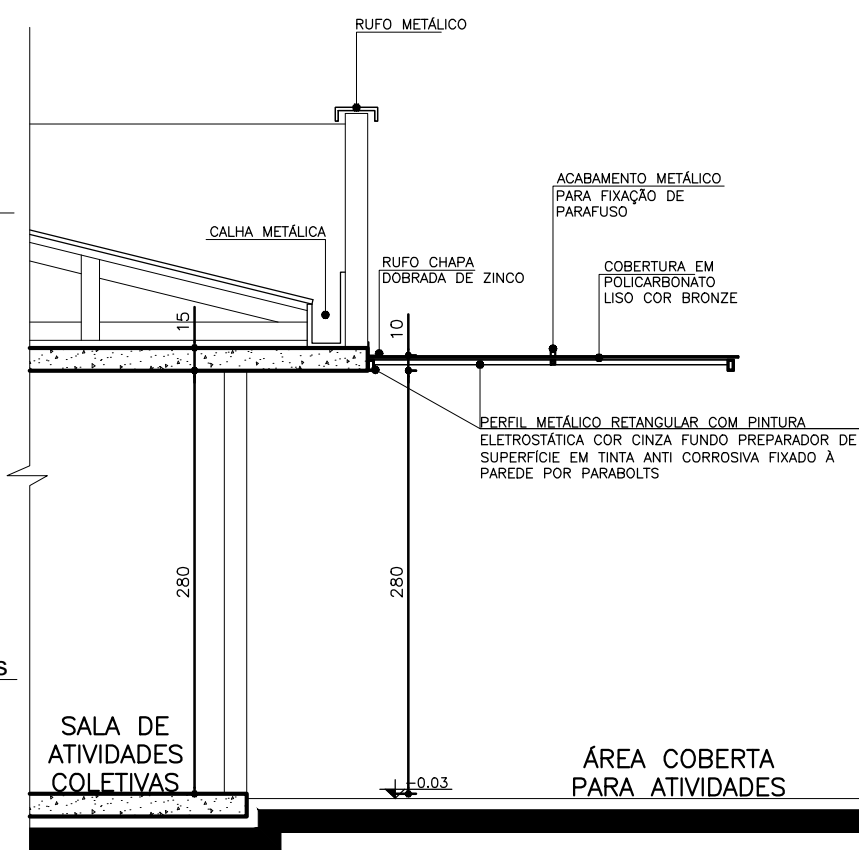 RUFO METÁLICO
ACABAMENTO METÁLICO
PARA FIXAÇÃO DE
PARAFUSO
CALHA METÁLICA
RUFO CHAPA
DOBRADA DE ZINCO
COBERTURA EM
POLICARBONATO
LISO COR BRONZE
15
10
PERFIL METÁLICO RETANGULAR COM PINTURA
ELETROSTÁTICA COR CINZA FUNDO PREPARADOR DE
SUPERFÍCIE EM TINTA ANTI CORROSIVA FIXADO À
PAREDE POR PARABOLTS
280
280
S
SALA DE
ATIVIDADES
COLETIVAS
-0.03
ÁREA COBERTA
PARA ATIVIDADES